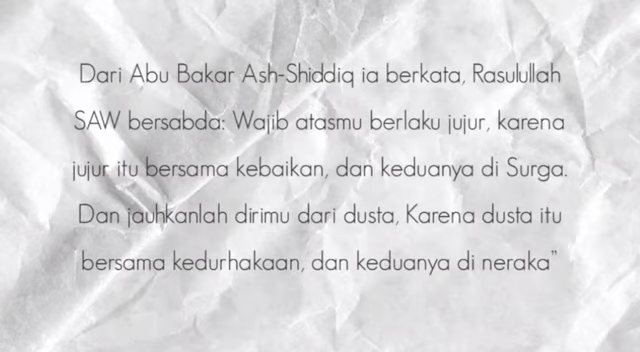 Dari Abu Bakar Ash-Shiddiq ia berkata, Rasulullah
SAW bersabda: Wajib atasmu berlaku jujur, karena
jujur itu bersama kebaikan, dan keduanya di Surga.
Dan jauhkanlah dirimu dari dusta, Karena dusta itu
bersama kedurhakaan, dan keduanya di neraka"